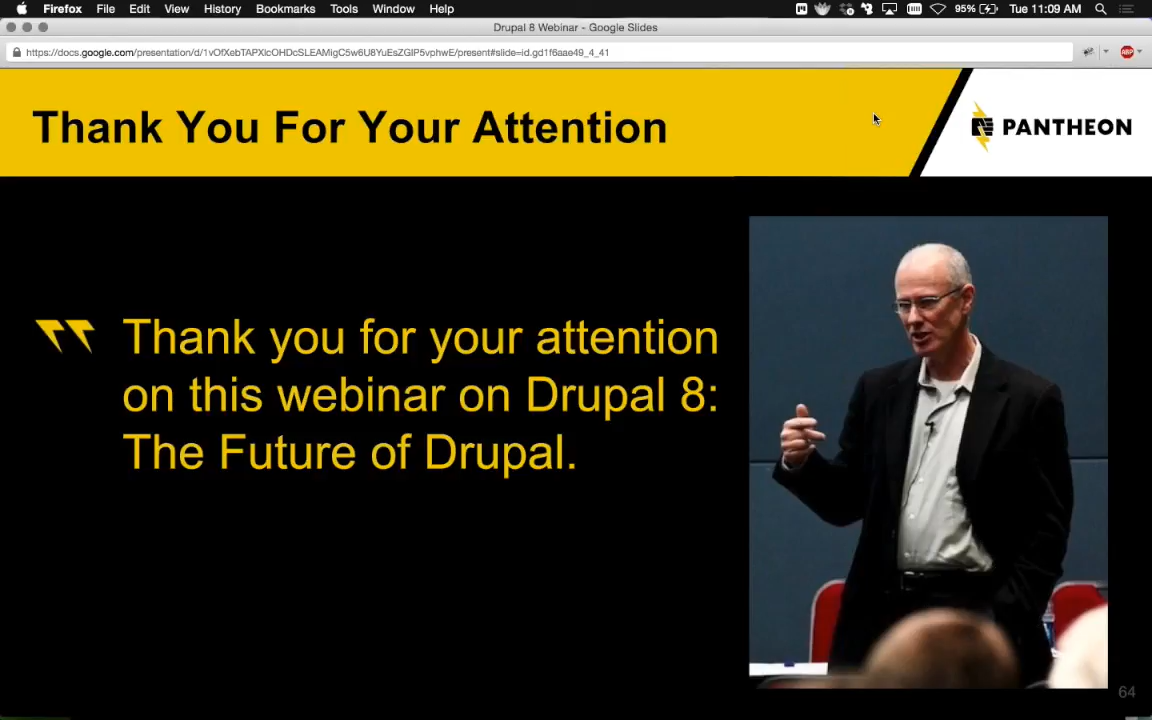 Firefox File Edit View History Bookmarks Tools Window Help 95% Tue 11:09 AM
Drupal 8 Webinar - Google Slides
https://docs.google.com/presentation/d/1vOfXebTAPXlcOHDcSLEAMigC5w6U8YuEsZGIP5vphwE/present#slide=id.gd1f6aae49_4_41
ABP
Thank You For Your Attention
PANTHEON
Thank you for your attention
on this webinar on Drupal 8:
The Future of Drupal.
64